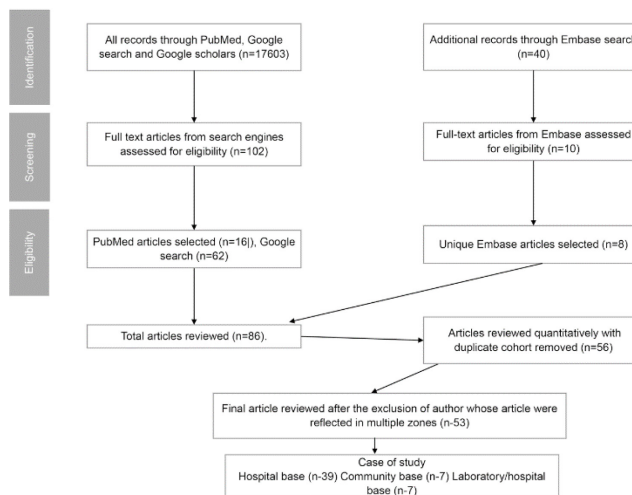 Identification
All records through PubMed, Google
search and Google scholars (n=17603)
Additional records through Embase search
(n=40)
Screening
Full text articles from search engines
assessed for eligibility (n=102)
Full-text articles from Embase assessed
for eligibility (n=10)
Eligibility
PubMed articles selected (n=16|), Google
search (n=62)
Unique Embase articles selected (n=8)
Total articles reviewed (n=86).
Articles reviewed quantitatively with
duplicate cohort removed (n=56)
Final article reviewed after the exclusion of author whose article were
reflected in multiple zones (n-53)
Case of study
Hospital base (n-39) Community base (n-7) Laboratory/hospital
base (n-7)